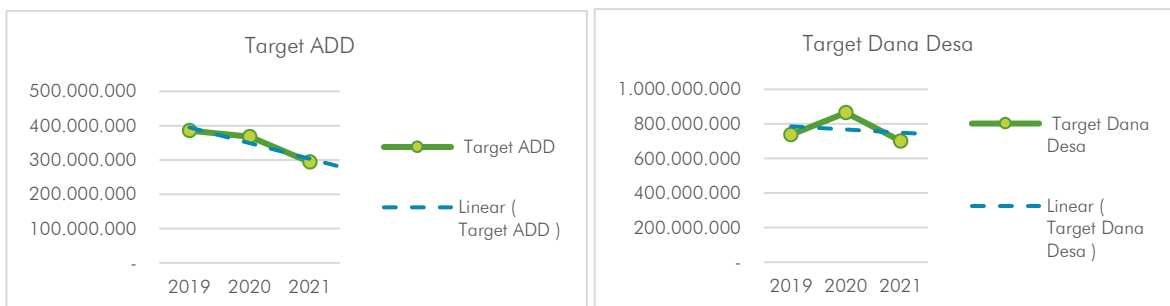 Target ADD
500.000.000
400.000.000
300.000.000
200.000.000
100.000.000
-
2019 2020 2021
Target ADD
Linear (
Target ADD )
Target Dana Desa
1.000.000.000
800.000.000
600.000.000
400.000.000
200.000.000
-
2019 2020 2021
Target Dana
Desa
Linear (
Target Dana
Desa )